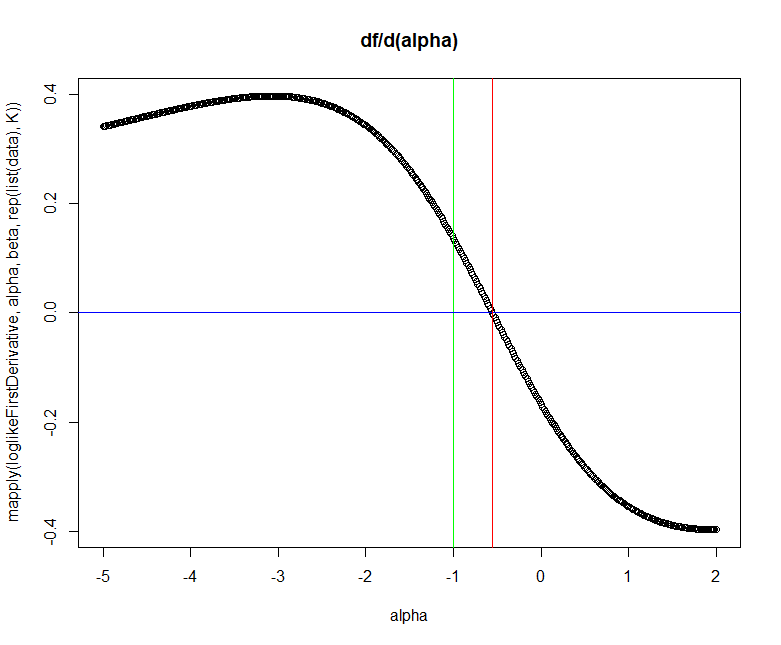 df/d(alpha)
mapply(loglikeFirstDerivative, alpha, beta, rep(list(data), K))
0.4
0.2
0.0
-0.2
-0.4
-5 -4 -3 -2 -1 0 1 2
alpha